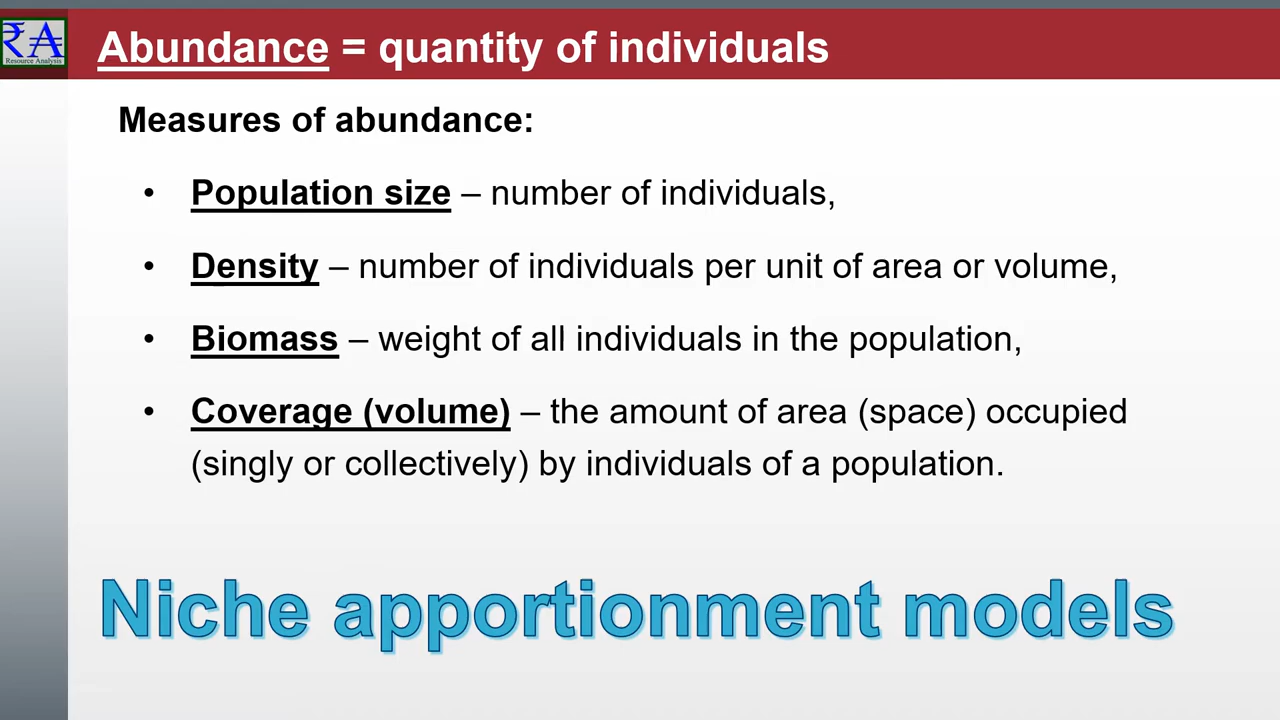 ₹A
Resource Analysis
Abundance = quantity of individuals
Measures of abundance:
• Population size – number of individuals,
• Density – number of individuals per unit of area or volume,
• Biomass – weight of all individuals in the population,
• Coverage (volume) – the amount of area (space) occupied
(singly or collectively) by individuals of a population.
Niche apportionment models